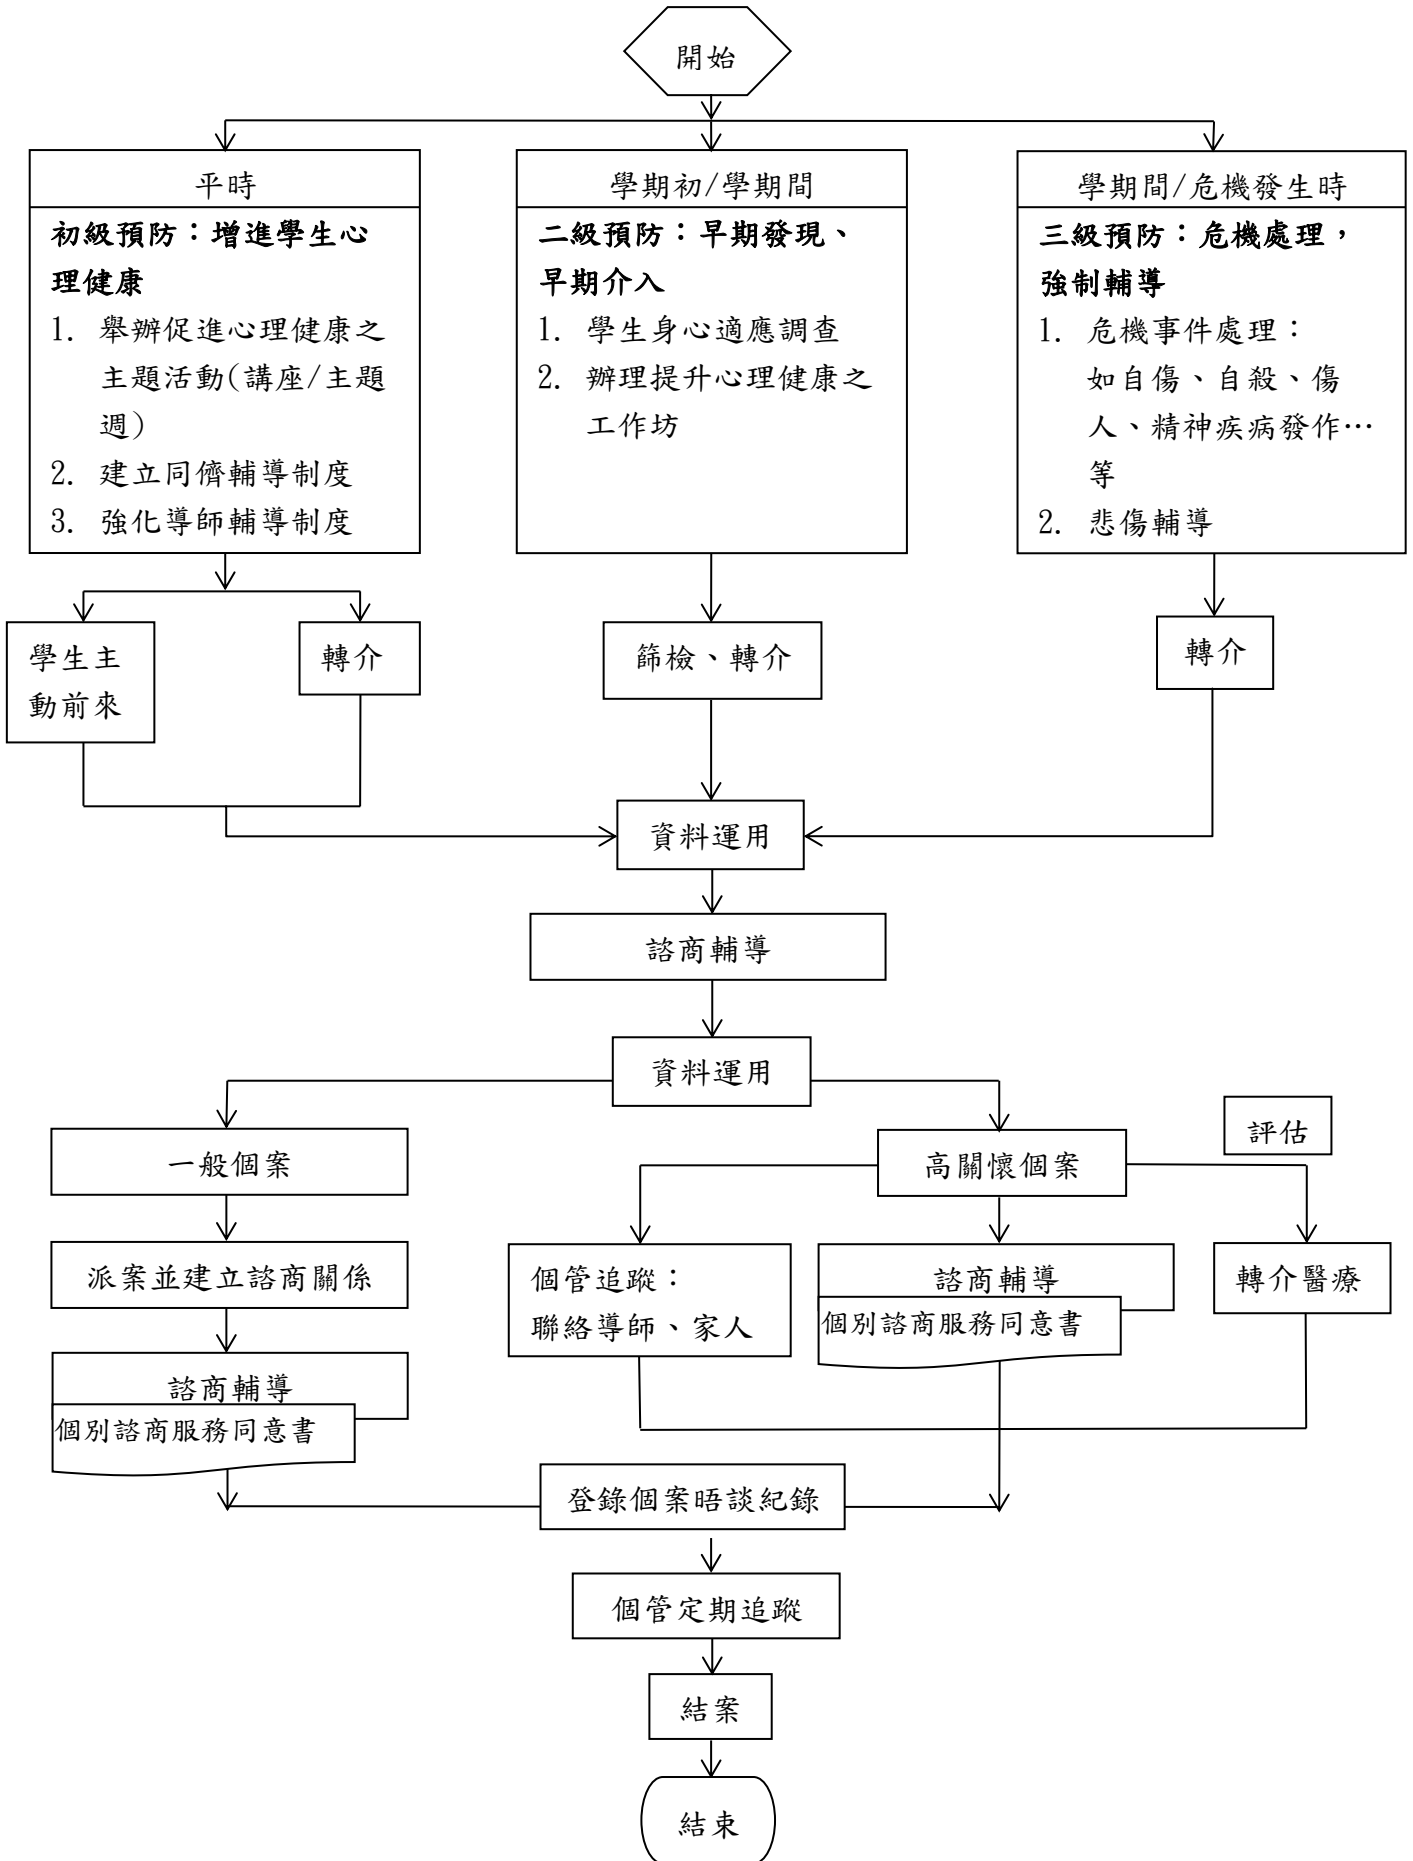 開始
平時
初級預防：增進學生心
理健康
1. 舉辦促進心理健康之
主題活動(講座/主題
週)
2. 建立同儕輔導制度
3. 強化導師輔導制度
學期初/學期間
二級預防：早期發現、
早期介入
1. 學生身心適應調查
2. 辦理提升心理健康之
工作坊
學期間/危機發生時
三級預防：危機處理，
強制輔導
1. 危機事件處理：
如自傷、自殺、傷
人、精神疾病發作…
等
2. 悲傷輔導
學生主
動前來
轉介
篩檢、轉介
轉介
資料運用
諮商輔導
資料運用
一般個案
高關懷個案
評估
派案並建立諮商關係
個管追蹤：
聯絡導師、家人
諮商輔導
個別諮商服務同意書
轉介醫療
諮商輔導
個別諮商服務同意書
登錄個案晤談紀錄
個管定期追蹤
結案
結束